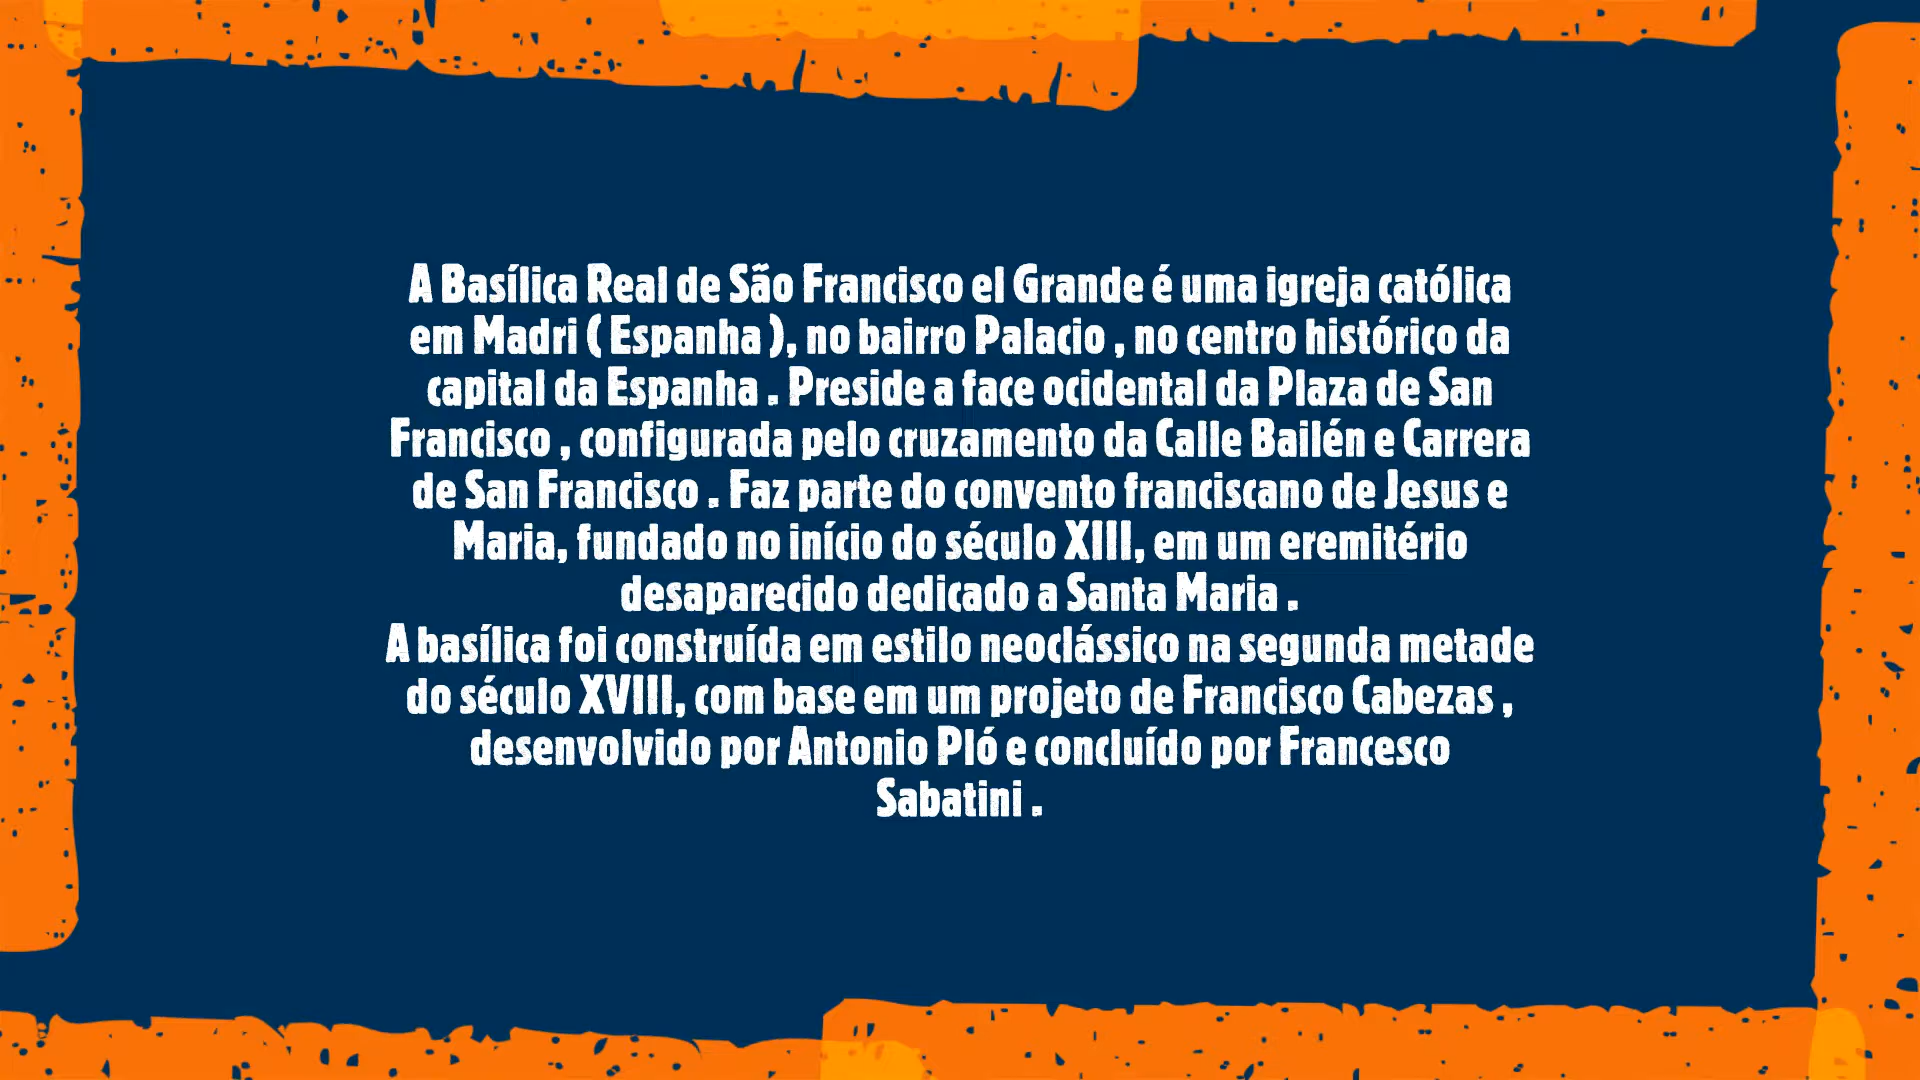 A Basílica Real de São Francisco el Grande é uma igreja católica
em Madri ( Espanha ), no bairro Palacio , no centro histórico da
capital da Espanha . Preside a face ocidental da Plaza de San
Francisco , configurada pelo cruzamento da Calle Bailén e Carrera
de San Francisco . Faz parte do convento franciscano de Jesus e
Maria, fundado no início do século XIII, em um eremitério
desaparecido dedicado a Santa Maria .
A basílica foi construída em estilo neoclássico na segunda metade
do século XVIII, com base em um projeto de Francisco Cabezas ,
desenvolvido por Antonio Pló e concluído por Francesco
Sabatini .